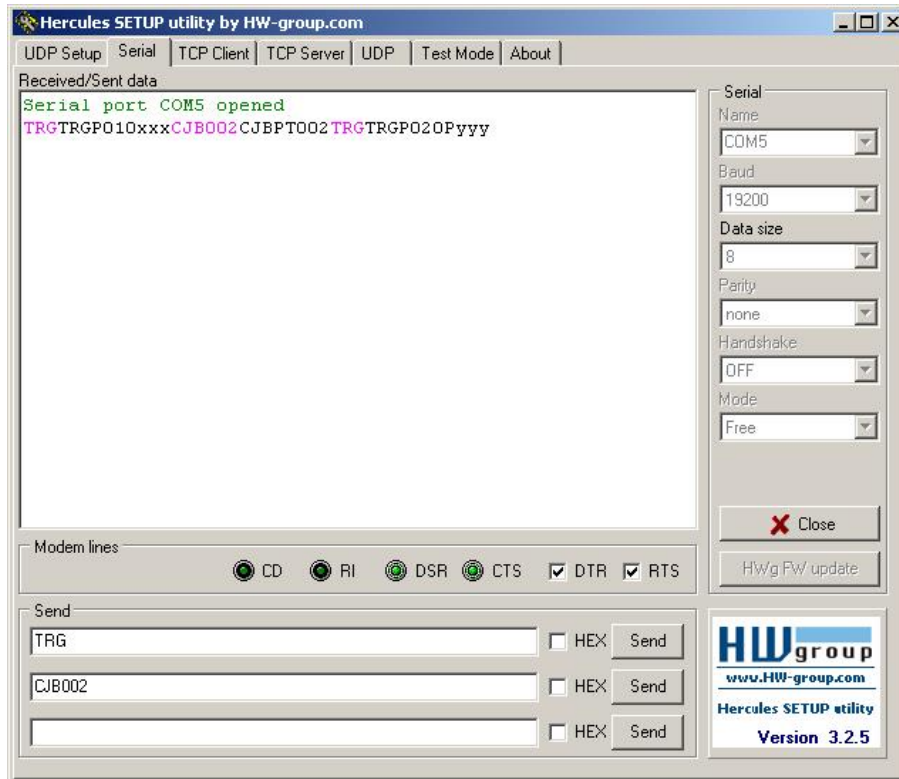 Hercules SETUP utility by HW-group.com
UDP Setup Serial TCP Client TCP Server UDP Test Mode About
Received/Sent data
Serial port COM5 opened
TRGTRGP010xxxCJB002CJBPT002TRGTRGP020Pyyy
Serial
Name
COM5
Baud
19200
Data size
8
Parity
none
Handshake
OFF
Mode
Free
Close
HWg FW update
Modem lines
CD RI DSR CTS DTR RTS
Send
TRG HEX Send
CJB002 HEX Send
HEX Send
HW group
www.HW-group.com
Hercules SETUP utility
Version 3.2.5